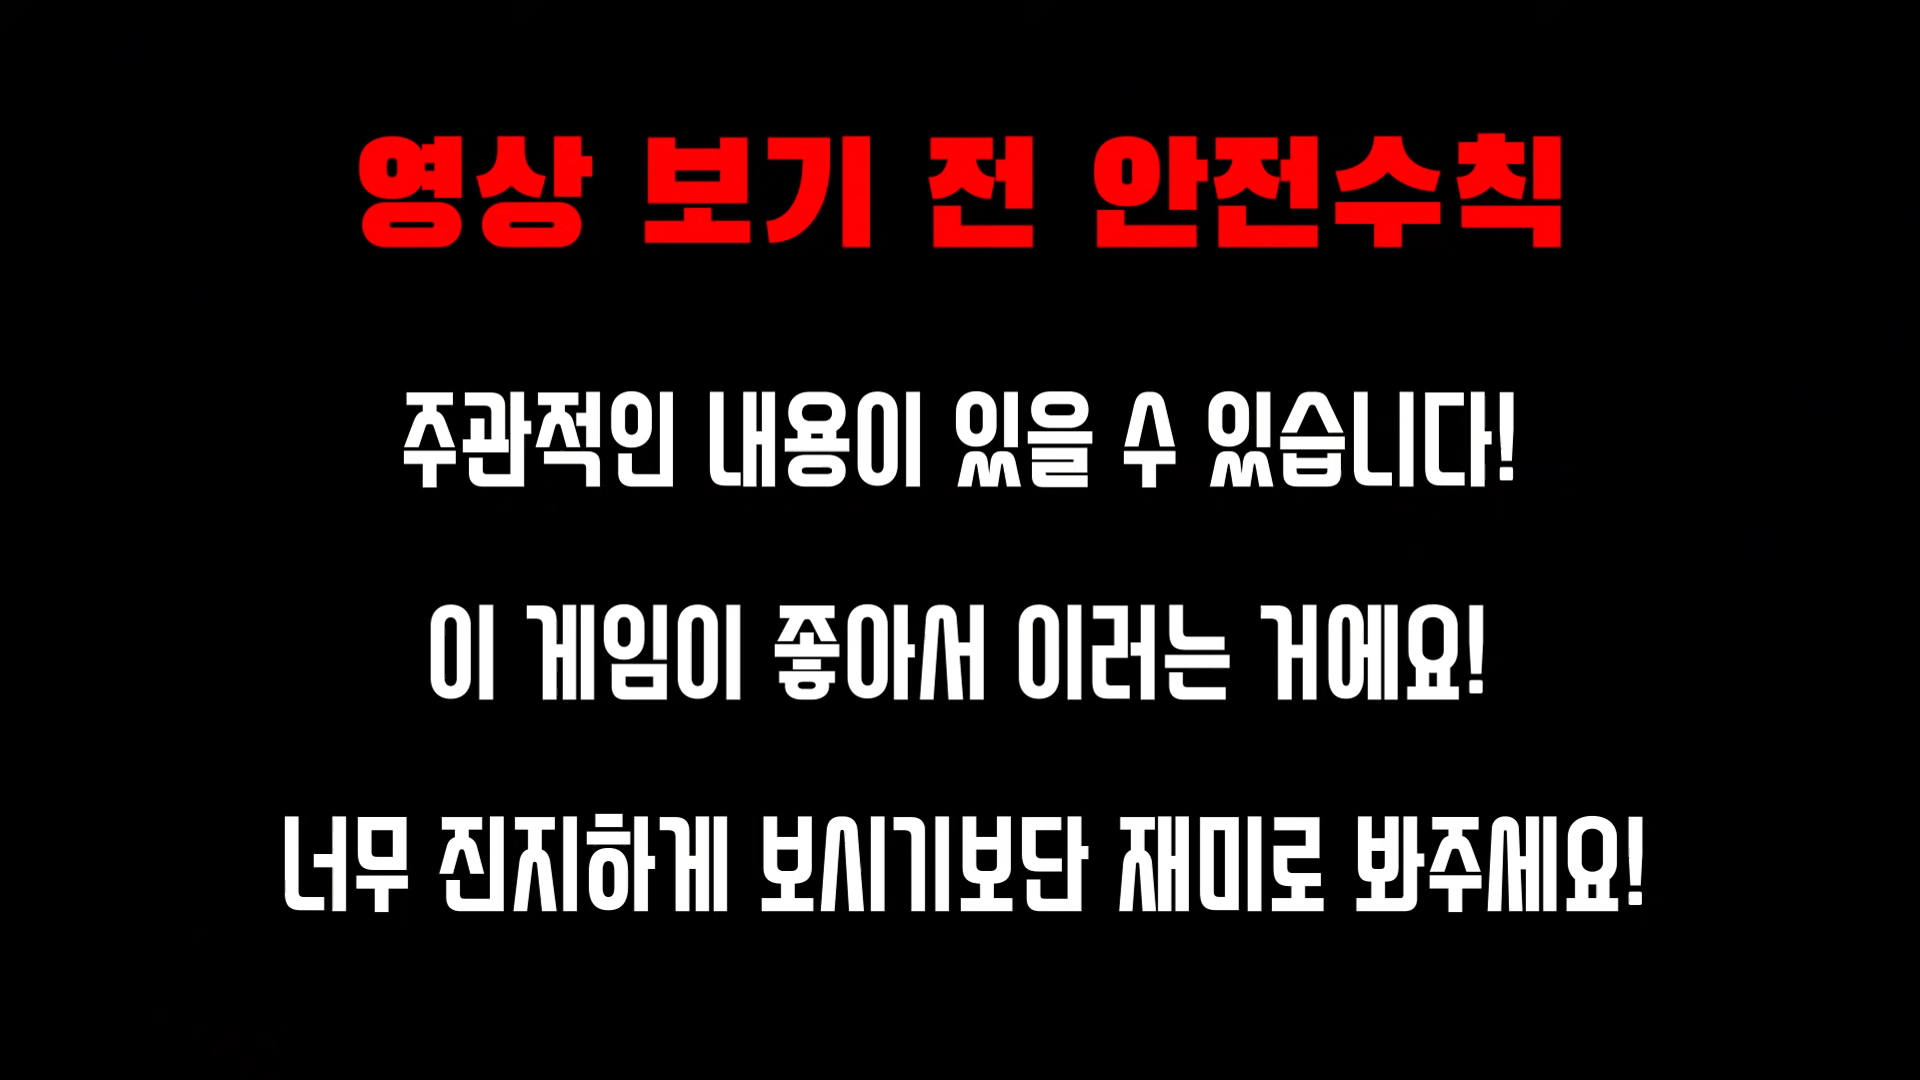 영상 보기 전 안전수칙
주관적인 내용이 있을 수 있습니다!
이 게임이 좋아서 이러는 거에요!
너무 진지하게 보시기보단 재미로 봐주세요!